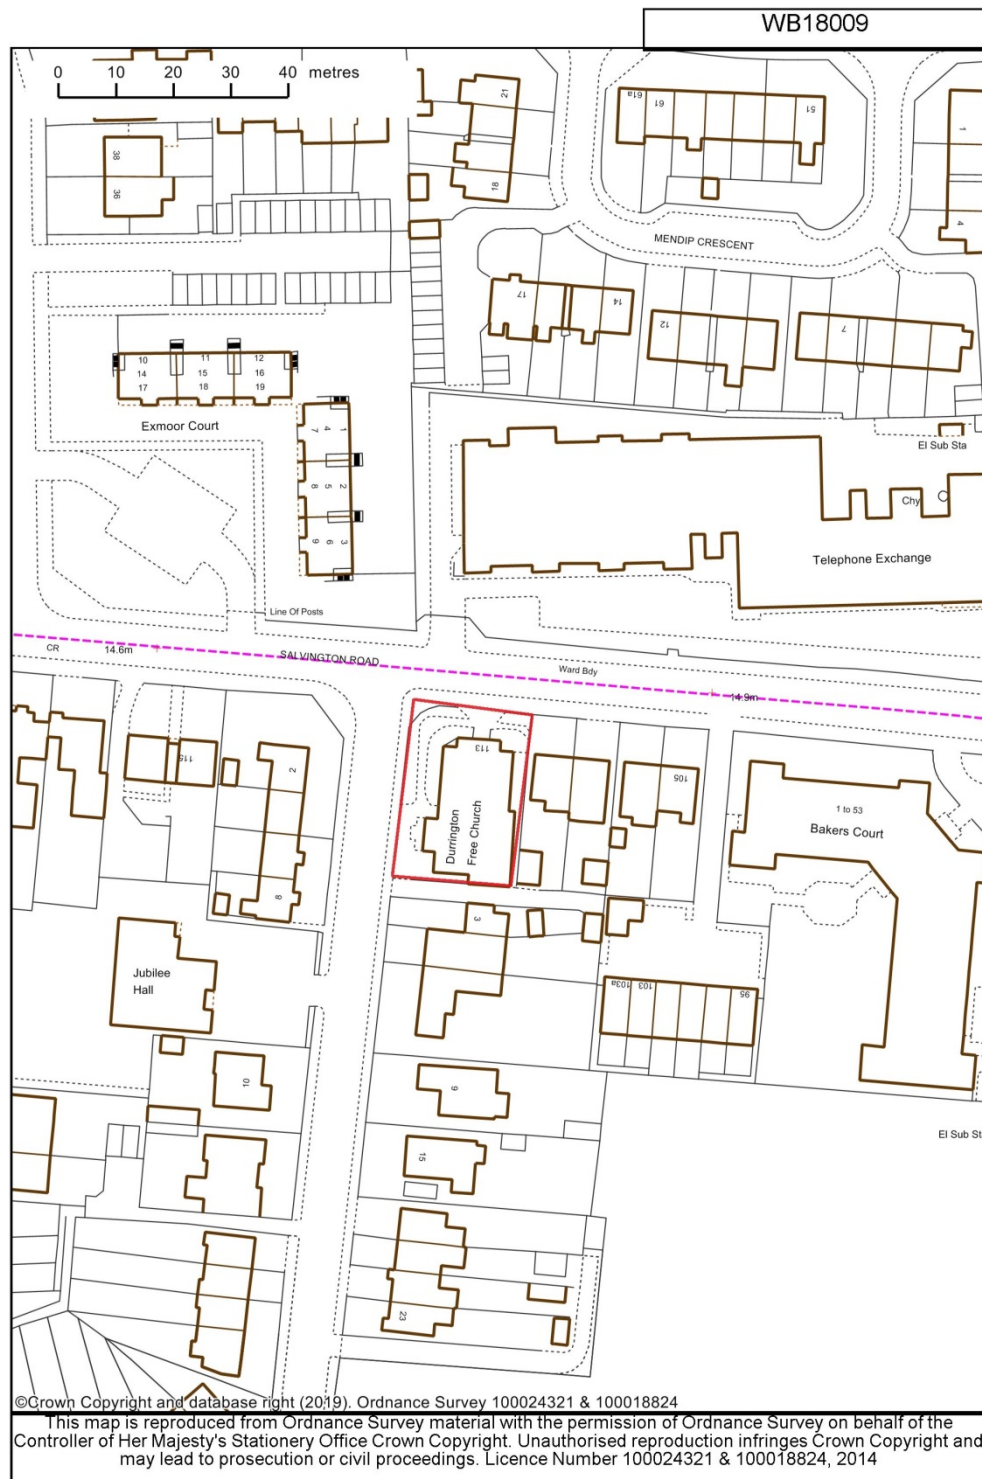 WB18009
0 10 20 30 40 metres
21
18
61a
61
51
1
4
38
36
MENDIP CRESCENT
17
14
12
7
10 11 12
14 15 16
17 18 19
Exmoor Court
7 4 1
8 5 2
9 6 3
El Sub Sta
Chy
Telephone Exchange
Line Of Posts
CR
14.6m
SALVINGTON ROAD
Ward Bdy
14.9m
115
2
8
113
Durrington
Free Church
105
1 to 53
Bakers Court
3
Jubilee
Hall
103a
103
95
10
9
15
23
El Sub Sta
©Crown Copyright and database right (2019). Ordnance Survey 100024321 & 100018824
This map is reproduced from Ordnance Survey material with the permission of Ordnance Survey on behalf of the
Controller of Her Majesty's Stationery Office Crown Copyright. Unauthorised reproduction infringes Crown Copyright and
may lead to prosecution or civil proceedings. Licence Number 100024321 & 100018824, 2014